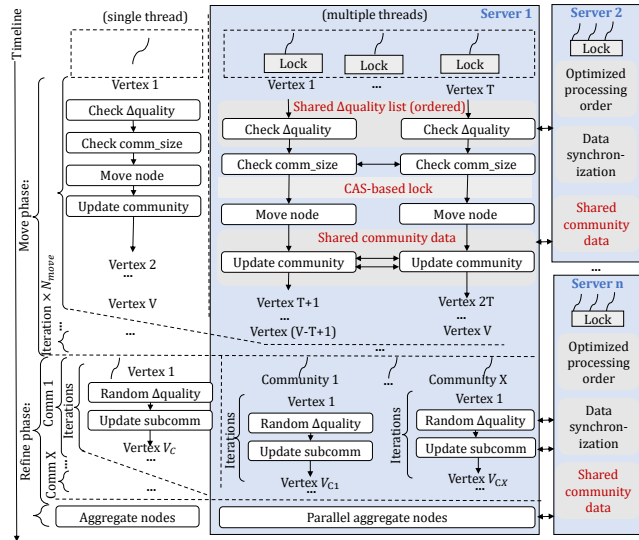 Timeline
(single thread)
(multiple threads)
Server 1
Server 2
Lock
Lock
Lock
Lock
...
Vertex 1
Vertex 1
Vertex T
Optimized
processing
order
Shared Δquality list (ordered)
Check Δquality
Check Δquality
Check Δquality
Check comm_size
Check comm_size
Check comm_size
Data
synchron-
ization
Move node
CAS-based lock
Move node
Move node
Update community
Shared community data
Shared
community
data
Update community
Update community
Move phase:
Iteration × N_move
...
Vertex 2
...
Vertex V
...
Vertex T+1
...
Vertex (V-T+1)
Vertex 2T
...
Vertex V
...
...
Server n
Lock
Optimized
processing
order
Data
synchron-
ization
Shared
community
data
Refine phase:
Comm 1
Iterations
Vertex 1
Random Δquality
Update subcomm
Vertex V_C
...
Comm X
...
...
Community 1
...
Community X
Iterations
Vertex 1
Random Δquality
Update subcomm
Vertex V_C1
...
Iterations
Vertex 1
Random Δquality
Update subcomm
Vertex V_CX
...
Aggregate nodes
Parallel aggregate nodes